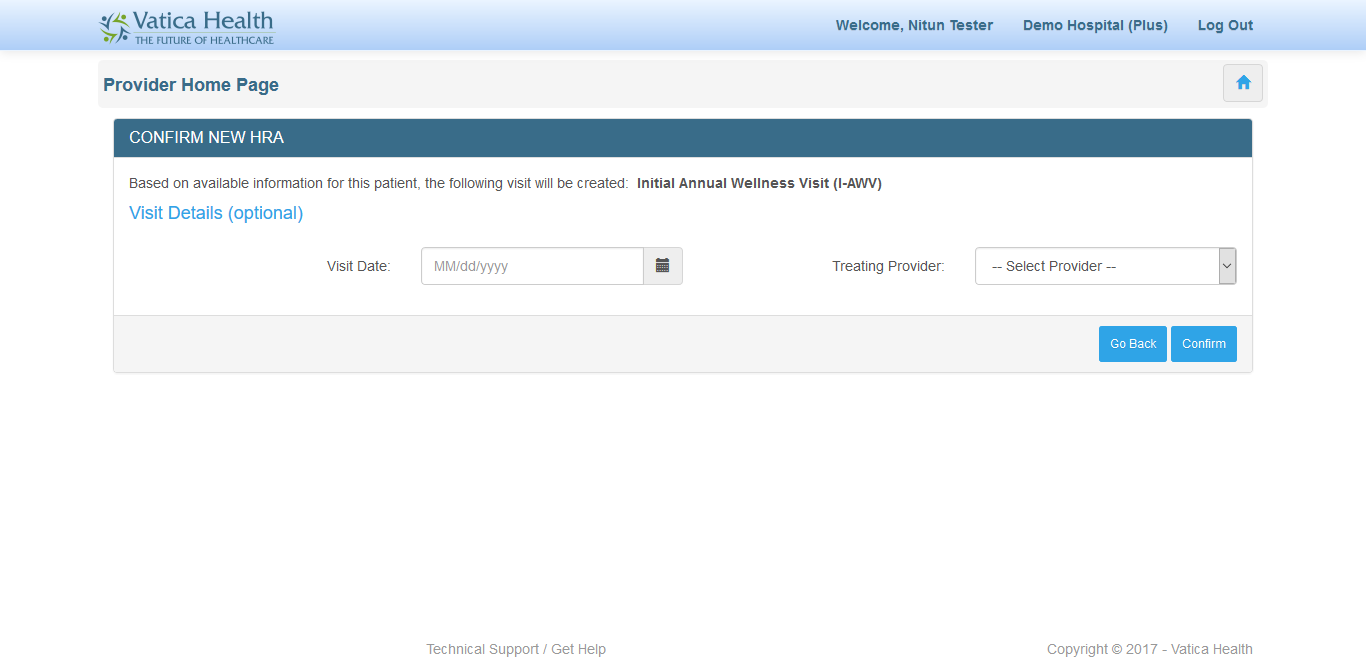 Vatica Health
THE FUTURE OF HEALTHCARE
Welcome, Nitun Tester Demo Hospital (Plus) Log Out
Provider Home Page
CONFIRM NEW HRA
Based on available information for this patient, the following visit will be created: Initial Annual Wellness Visit (I-AWV)
Visit Details (optional)
Visit Date: MM/dd/yyyy Treating Provider: -- Select Provider --
Go Back Confirm
Technical Support / Get Help Copyright © 2017 - Vatica Health